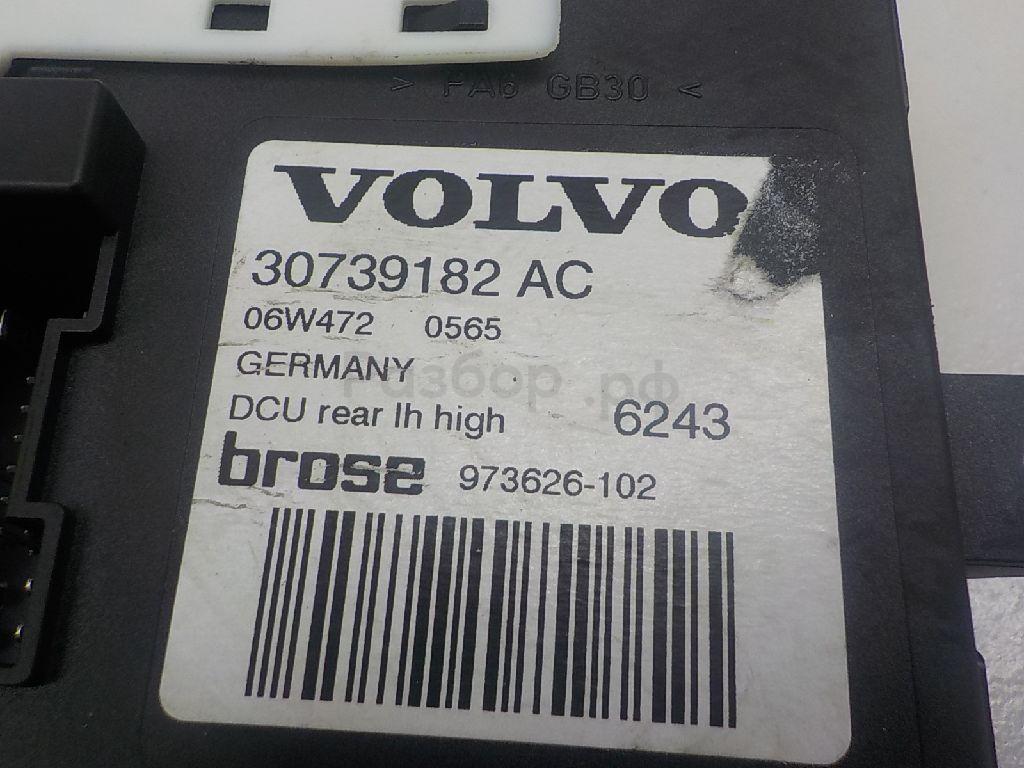 > PA6 GB30 <
VOLVO
30739182 AC
06W472 0565
GERMANY
разбор.рф
DCU rear lh high 6243
brose 973626-102